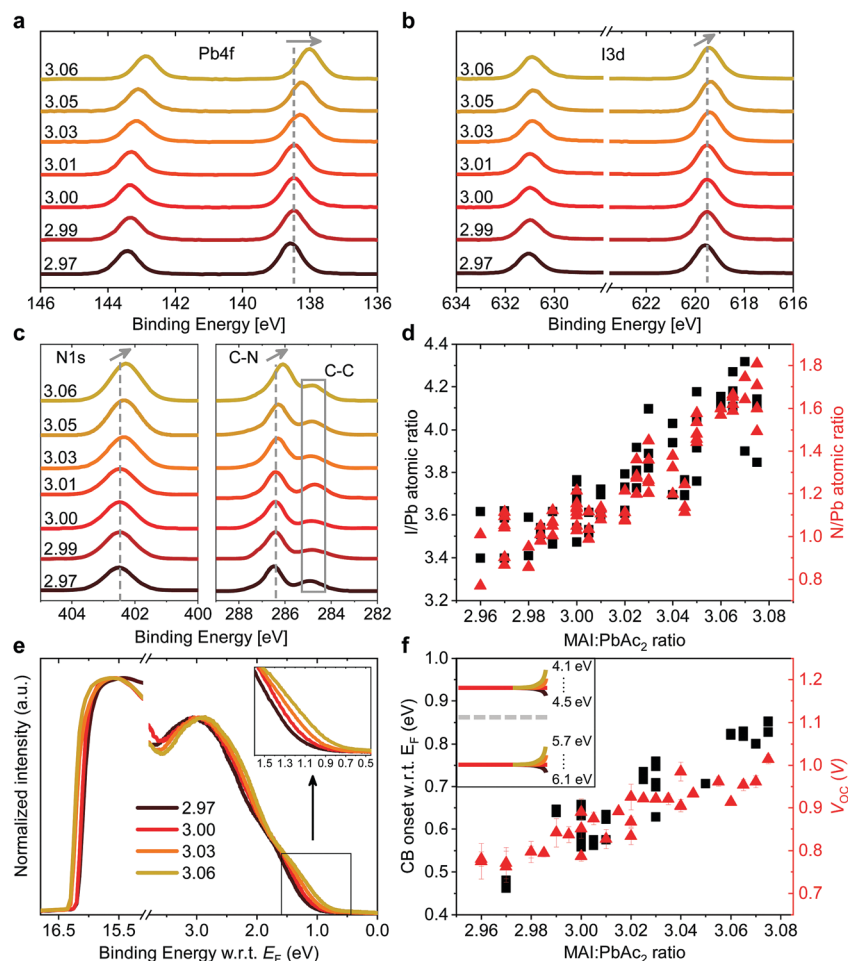 a
Pb4f
3.06
3.05
3.03
3.01
3.00
2.99
2.97
146 144 142 140 138 136
Binding Energy [eV]
b
I3d
3.06
3.05
3.03
3.01
3.00
2.99
2.97
634 632 630 622 620 618 616
Binding Energy [eV]
c
N1s
C-N
C-C
3.06
3.05
3.03
3.01
3.00
2.99
2.97
404 402 400
286 284 282
Binding Energy [eV]
Binding Energy [eV]
d
4.4
4.2
4.0
3.8
3.6
3.4
3.2
I/Pb atomic ratio
1.8
1.6
1.4
1.2
1.0
0.8
N/Pb atomic ratio
2.96 2.98 3.00 3.02 3.04 3.06 3.08
MAI:PbAc₂ ratio
e
Normalized intensity (a.u.)
1.5 1.3 1.1 0.9 0.7 0.5
2.97
3.00
3.03
3.06
16.5 15.5 3.0 2.0 1.0 0.0
Binding Energy w.r.t. E_F (eV)
f
1.0
0.9
0.8
0.7
0.6
0.5
0.4
CB onset w.r.t. E_F (eV)
4.1 eV
4.5 eV
5.7 eV
6.1 eV
1.2
1.1
1.0
0.9
0.8
0.7
V_OC (V)
2.96 2.98 3.00 3.02 3.04 3.06 3.08
MAI:PbAc₂ ratio